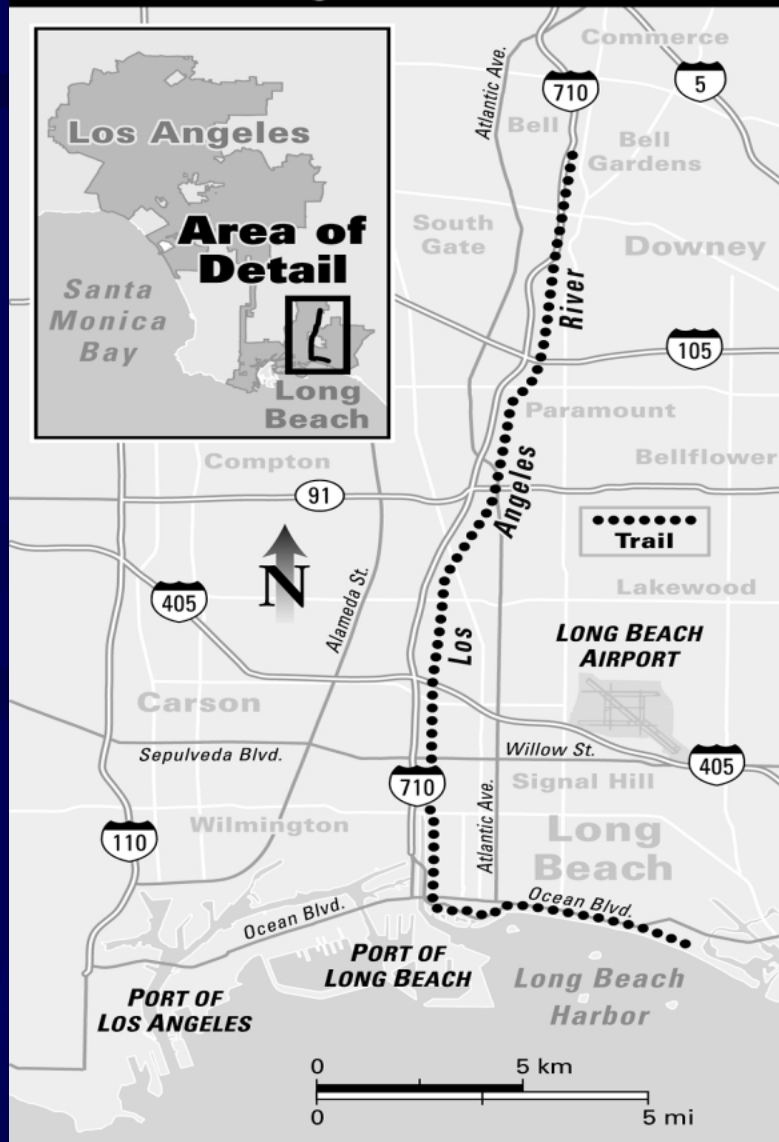 Commerce
5
710
Atlantic Ave.
Bell
Bell
Gardens
Los Angeles
Area of
Detail
South
Gate
Downey
Santa
Monica
Bay
River
105
Long
Beach
Paramount
Compton
Bellflower
91
Angeles
Trail
N
405
Alameda St.
Lakewood
Los
LONG BEACH
AIRPORT
Carson
Sepulveda Blvd.
Willow St.
405
710
Signal Hill
Wilmington
110
Atlantic Ave.
Long
Beach
Ocean Blvd.
Ocean Blvd.
PORT OF
LONG BEACH
Long Beach
Harbor
PORT OF
LOS ANGELES
0 5 km
0 5 mi